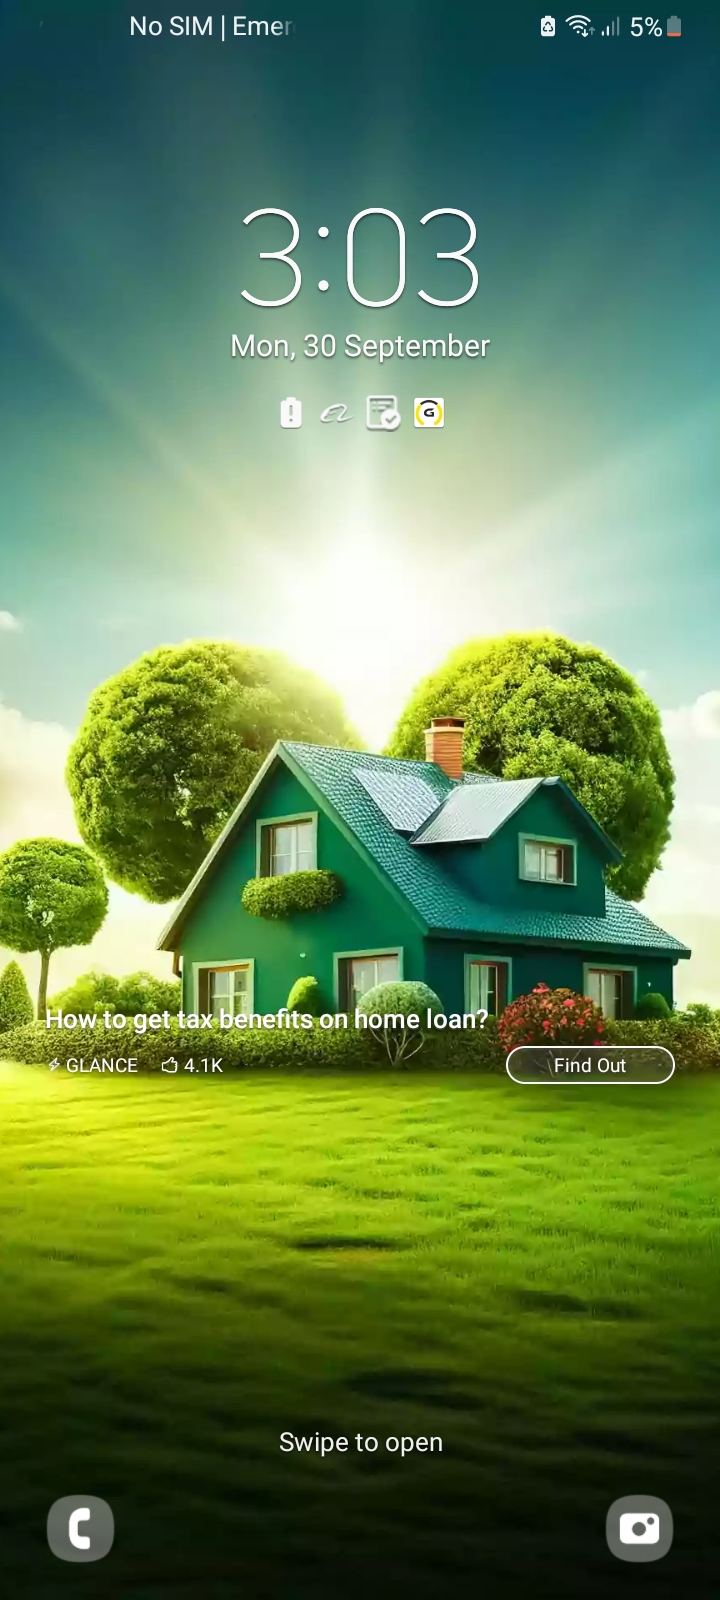 No SIM | Emer
5%
3:03
Mon, 30 September
G
How to get tax benefits on home loan?
GLANCE 4.1K
Find Out
Swipe to open